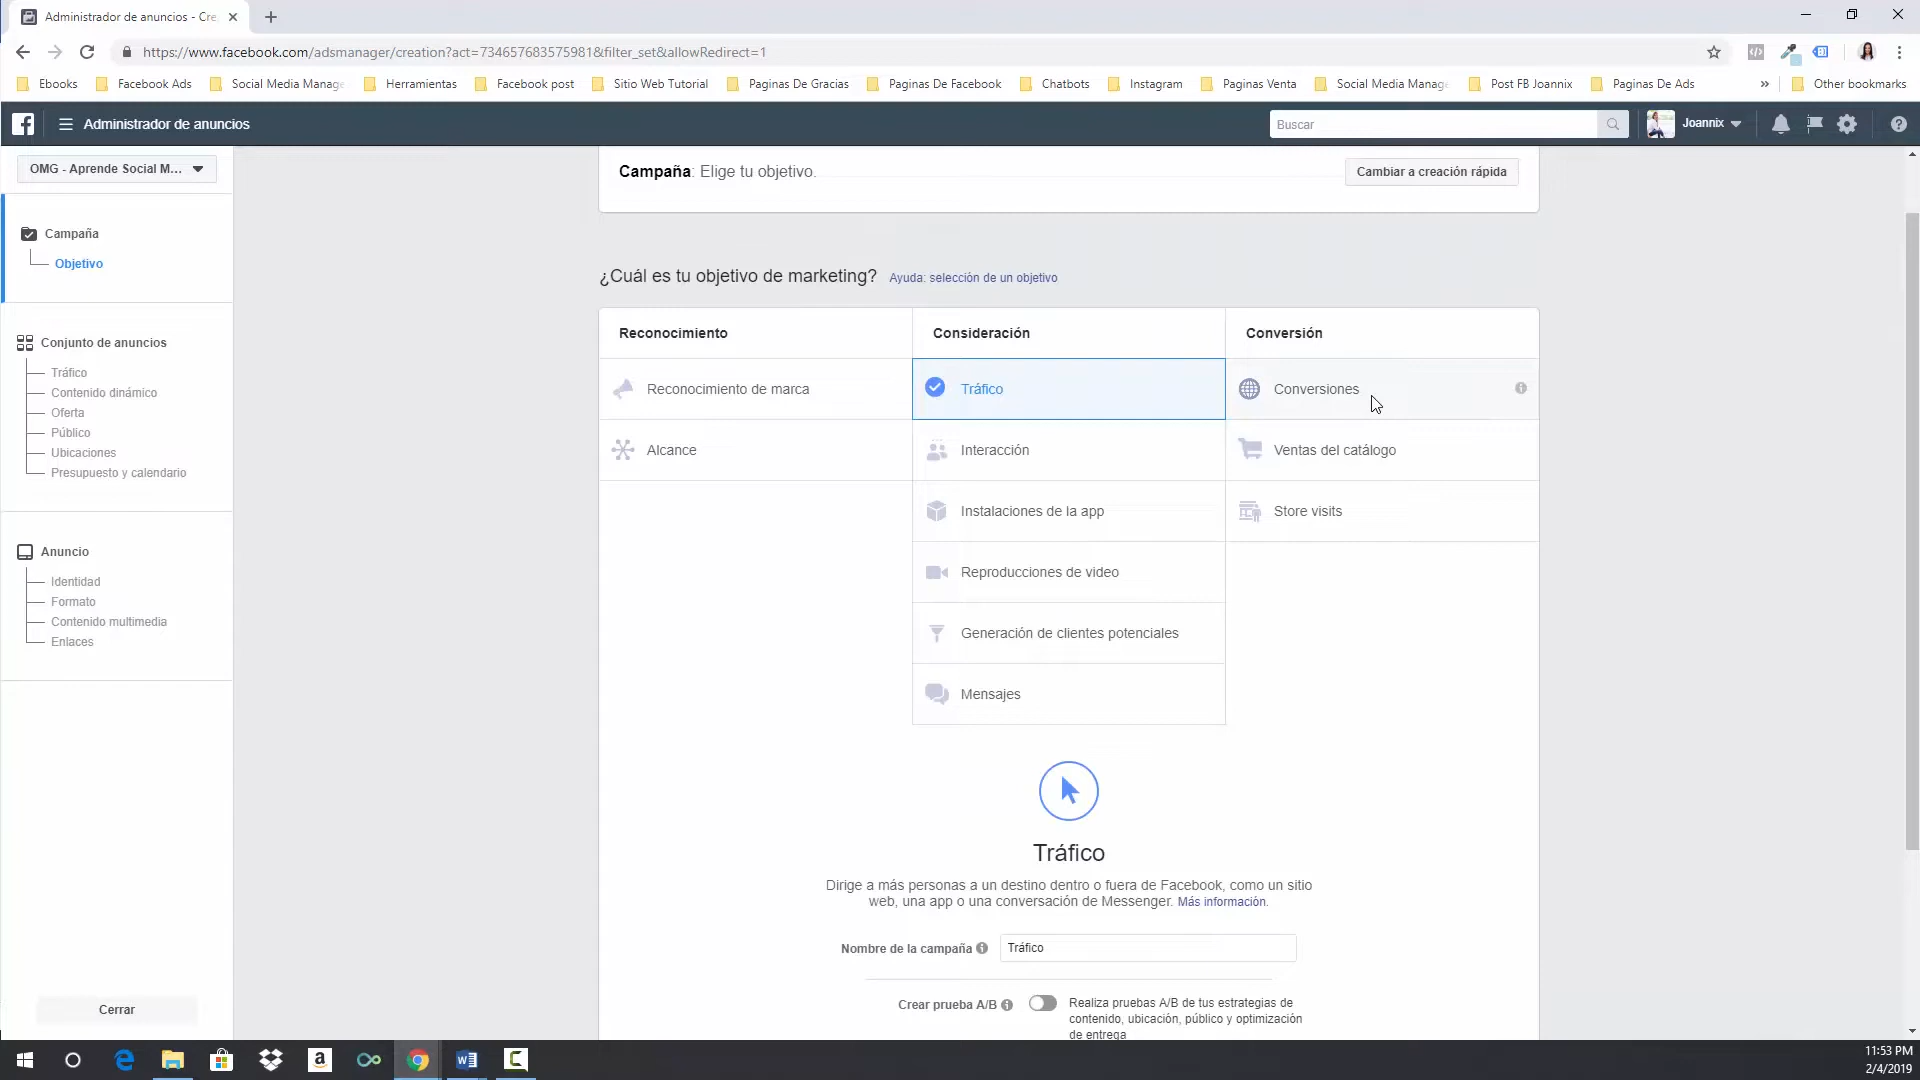 Administrador de anuncios - Cre
https://www.facebook.com/adsmanager/creation?act=734657683575981&filter_set&allowRedirect=1
Ebooks
Facebook Ads
Social Media Manage
Herramientas
Facebook post
Sitio Web Tutorial
Paginas De Gracias
Paginas De Facebook
Chatbots
Instagram
Paginas Venta
Social Media Manag
Post FB Joannix
Paginas De Ads
»
Other bookmarks
Administrador de anuncios
Buscar
Joannix
OMG - Aprende Social M...
Campaña
Objetivo
Conjunto de anuncios
Tráfico
Contenido dinámico
Oferta
Público
Ubicaciones
Presupuesto y calendario
Anuncio
Identidad
Formato
Contenido multimedia
Enlaces
Cerrar
Campaña: Elige tu objetivo.
Cambiar a creación rápida
¿Cuál es tu objetivo de marketing? Ayuda: selección de un objetivo
Reconocimiento
Consideración
Conversión
Reconocimiento de marca
Tráfico
Conversiones
Alcance
Interacción
Ventas del catálogo
Instalaciones de la app
Store visits
Reproducciones de video
Generación de clientes potenciales
Mensajes
Tráfico
Dirige a más personas a un destino dentro o fuera de Facebook, como un sitio
web, una app o una conversación de Messenger. Más información.
Nombre de la campaña
Tráfico
Crear prueba A/B
Realiza pruebas A/B de tus estrategias de
contenido, ubicación, público y optimización
de entrega
11:53 PM
2/4/2019